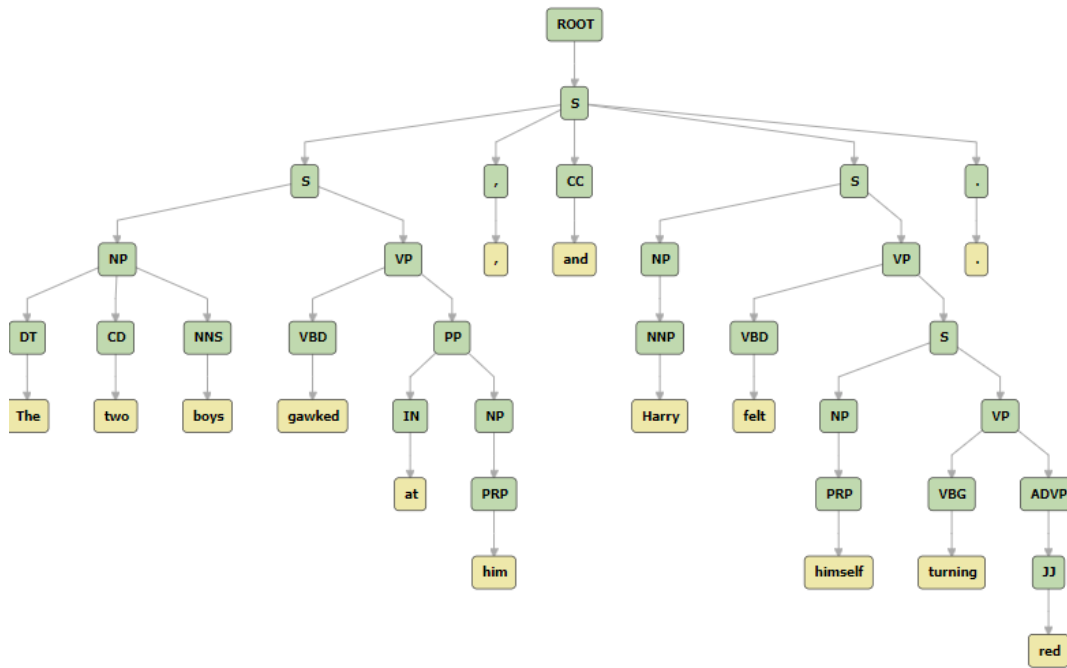 ROOT
S
S , CC S .
NP VP , and NP VP .
DT CD NNS VBD PP NNP VBD S
The two boys gawked IN NP Harry felt NP VP
at PRP PRP VBG ADVP
him himself turning JJ
red